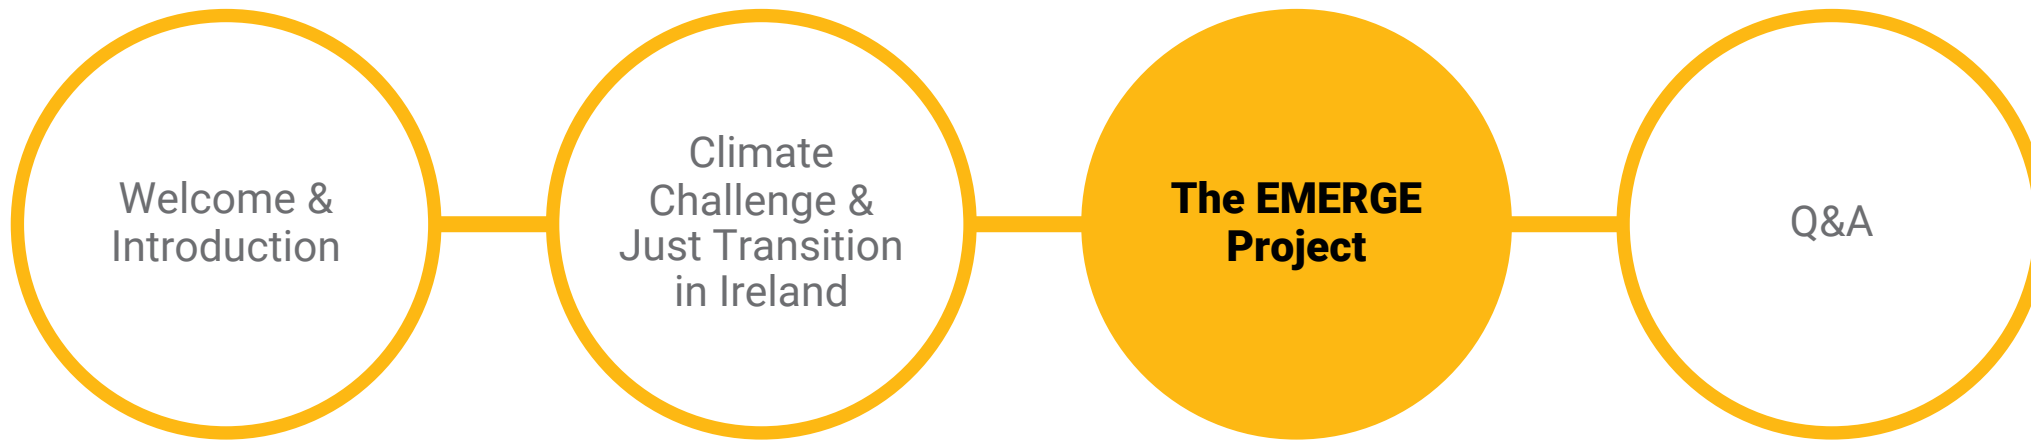 Welcome &
Introduction
Climate
Challenge &
Just Transition
in Ireland
The EMERGE
Project
Q&A